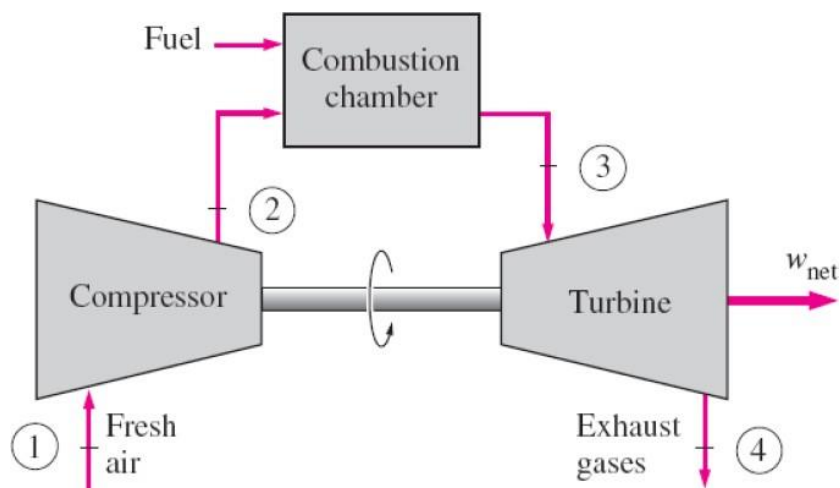 Fuel
Combustion
chamber
3
2
w_net
Compressor
Turbine
1
Fresh
air
Exhaust
gases
4